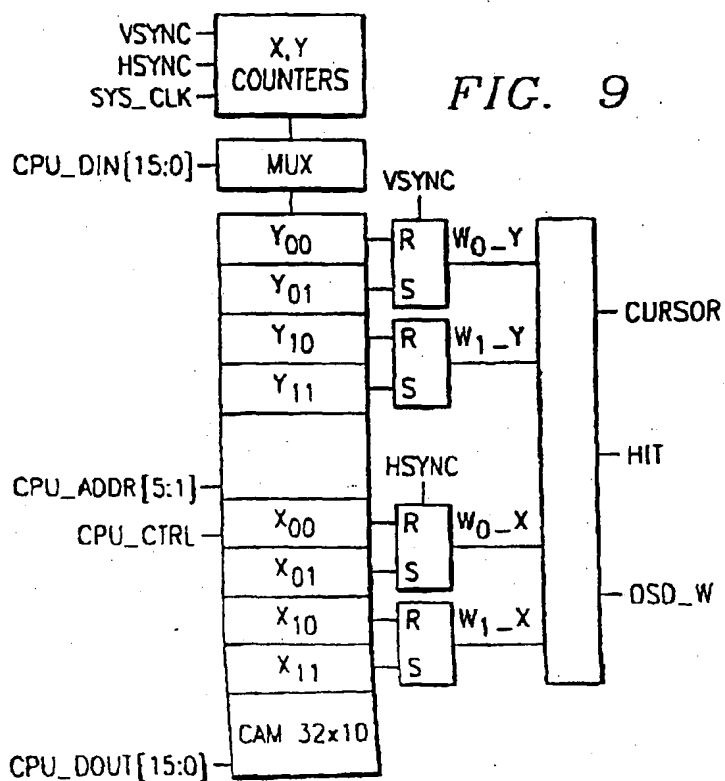 VSYNC
HSYNC
SYS_CLK
X,Y
COUNTERS
FIG. 9
CPU_DIN[15:0]
MUX
VSYNC
Y00
R
W0_Y
Y01
S
CURSOR
Y10
R
W1_Y
Y11
S
HIT
HSYNC
CPU_ADDR[5:1]
CPU_CTRL
X00
R
W0_X
X01
S
OSD_W
X10
R
W1_X
X11
S
CAM 32x10
CPU_DOUT[15:0]